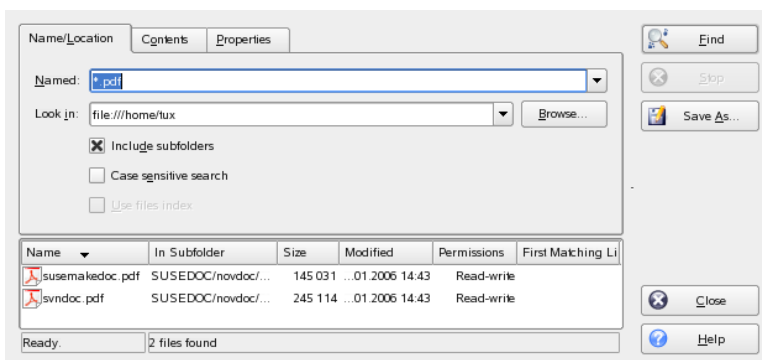 Name/Location Contents Properties
Named: *.pdf
Look in: file:///home/tux Browse...
Include subfolders
Case sensitive search
Use files index
Find
Stop
Save As...
Name In Subfolder Size Modified Permissions First Matching Li
susemakedoc.pdf SUSEDOC/novdoc/... 145 031 ...01.2006 14:43 Read-write
svndoc.pdf SUSEDOC/novdoc/... 245 114 ...01.2006 14:43 Read-write
Ready. 2 files found
Close
Help